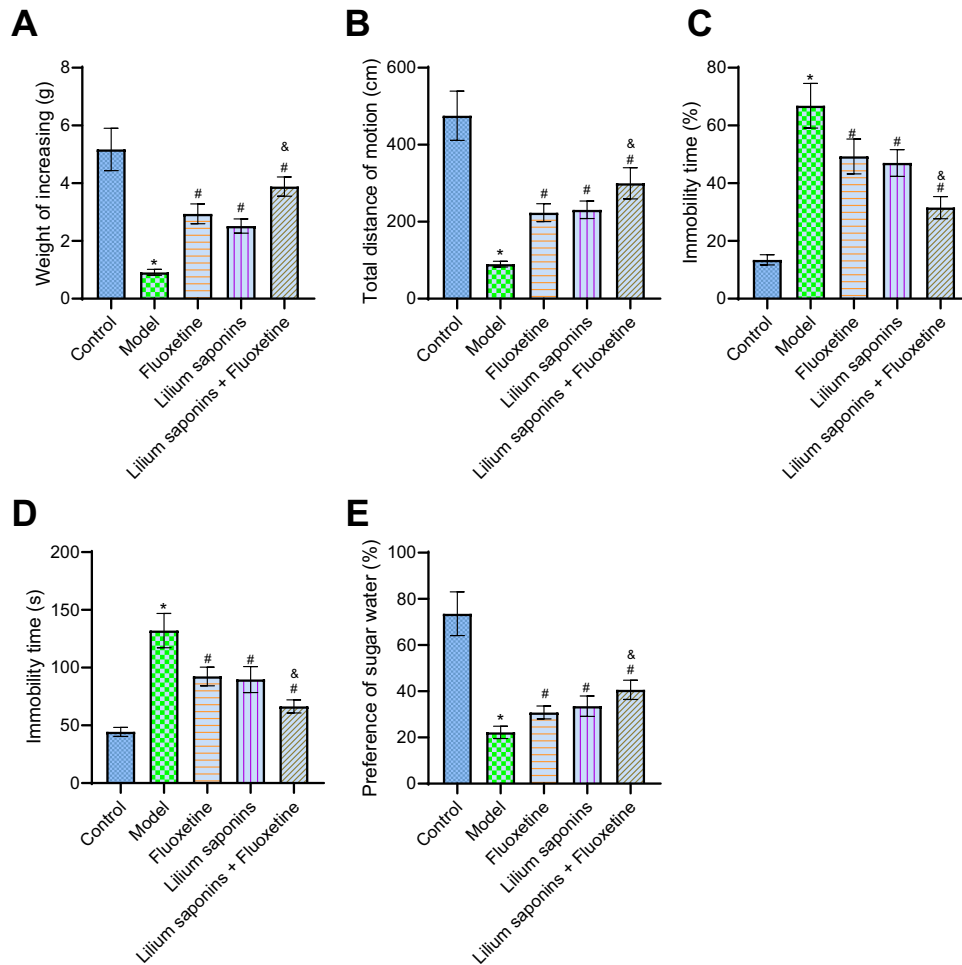 A
Weight of increasing (g)
8
6
4
2
0
*
#
#
&
#
Control
Model
Fluoxetine
Lilium saponins
Lilium saponins + Fluoxetine
B
Total distance of motion (cm)
600
400
200
0
*
#
#
&
#
Control
Model
Fluoxetine
Lilium saponins
Lilium saponins + Fluoxetine
C
Immobility time (%)
80
60
40
20
0
*
#
#
&
#
Control
Model
Fluoxetine
Lilium saponins
Lilium saponins + Fluoxetine
D
Immobility time (s)
200
150
100
50
0
*
#
#
&
#
Control
Model
Fluoxetine
Lilium saponins
Lilium saponins + Fluoxetine
E
Preference of sugar water (%)
100
80
60
40
20
0
*
#
#
&
#
Control
Model
Fluoxetine
Lilium saponins
Lilium saponins + Fluoxetine